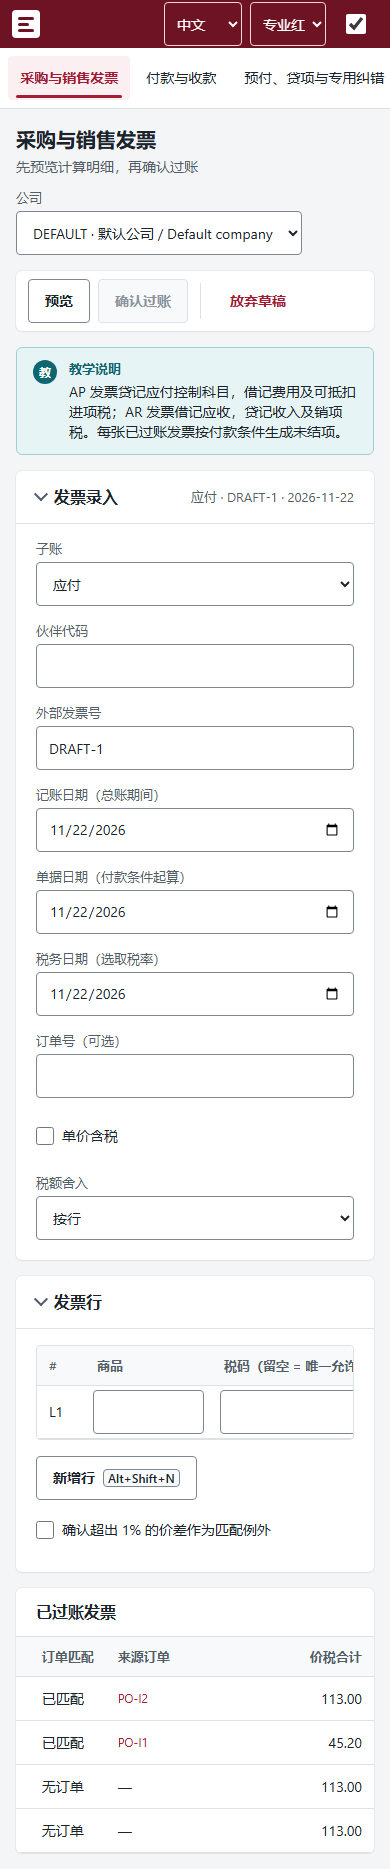 中文 专业红
采购与销售发票 付款与收款 预付、贷项与专用纠错
采购与销售发票
先预览计算明细，再确认过账
公司
DEFAULT · 默认公司 / Default company
预览 确认过账 放弃草稿
教 教学说明
AP 发票贷记应付控制科目，借记费用及可抵扣
进项税；AR 发票借记应收，贷记收入及销项
税。每张已过账发票按付款条件生成未结项。
发票录入 应付 · DRAFT-1 · 2026-11-22
子账
应付
伙伴代码
外部发票号
DRAFT-1
记账日期（总账期间）
11/22/2026
单据日期（付款条件起算）
11/22/2026
税务日期（选取税率）
11/22/2026
订单号（可选）
单价含税
税额舍入
按行
发票行
# 商品 税码（留空 = 唯一允许
L1
新增行 Alt+Shift+N
确认超出 1% 的价差作为匹配例外
已过账发票
订单匹配 来源订单 价税合计
已匹配 PO-I2 113.00
已匹配 PO-I1 45.20
无订单 — 113.00
无订单 — 113.00